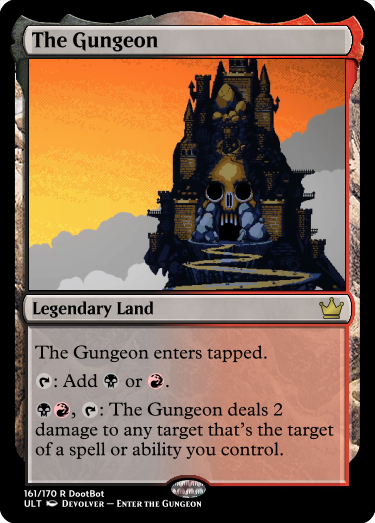 The Gungeon
Legendary Land
The Gungeon enters tapped.
: Add or .
, : The Gungeon deals 2
damage to any target that's the target
of a spell or ability you control.
161/170 R DootBot
ULT Devolver – Enter the Gungeon